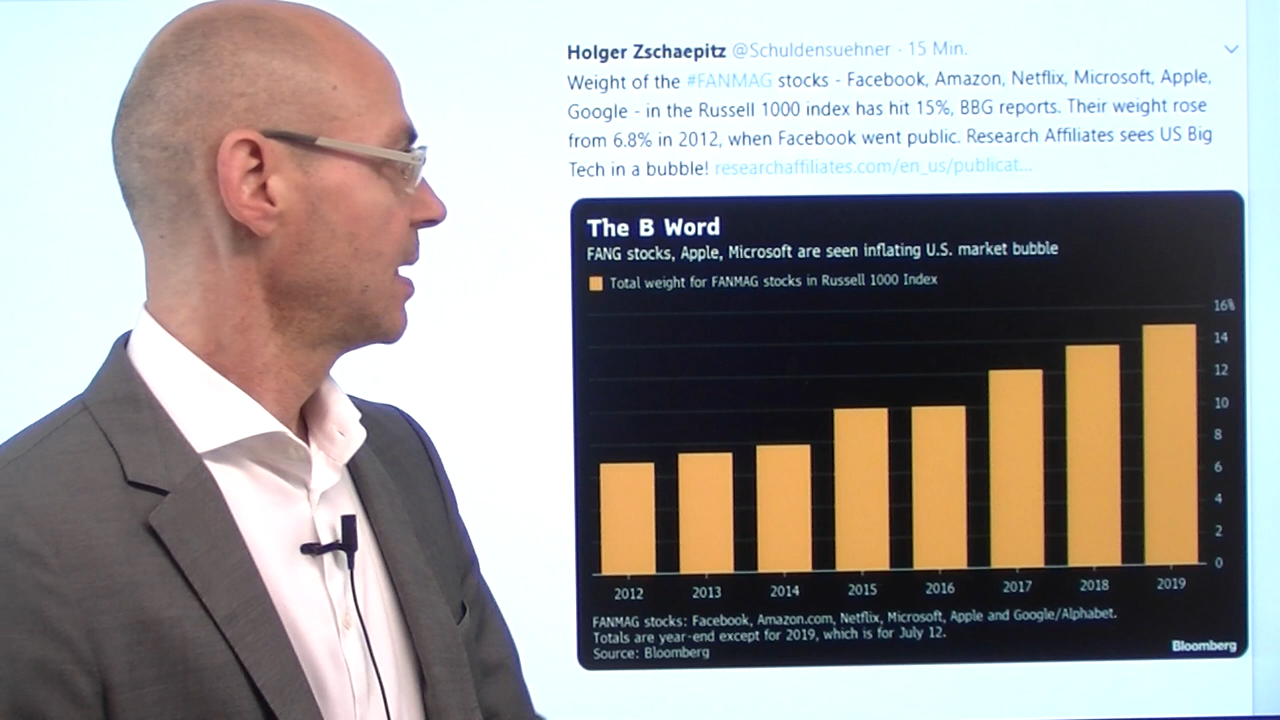 Holger Zschaepitz @Schuldensuehner · 15 Min.
Weight of the #FANMAG stocks - Facebook, Amazon, Netflix, Microsoft, Apple,
Google - in the Russell 1000 index has hit 15%, BBG reports. Their weight rose
from 6.8% in 2012, when Facebook went public. Research Affiliates sees US Big
Tech in a bubble! researchaffiliates.com/en_us/publicat...
The B Word
FANG stocks, Apple, Microsoft are seen inflating U.S. market bubble
Total weight for FANMAG stocks in Russell 1000 Index
16%
14
12
10
8
6
4
2
0
2012 2013 2014 2015 2016 2017 2018 2019
FANMAG stocks: Facebook, Amazon.com, Netflix, Microsoft, Apple and Google/Alphabet.
Totals are year-end except for 2019, which is for July 12.
Source: Bloomberg
Bloomberg